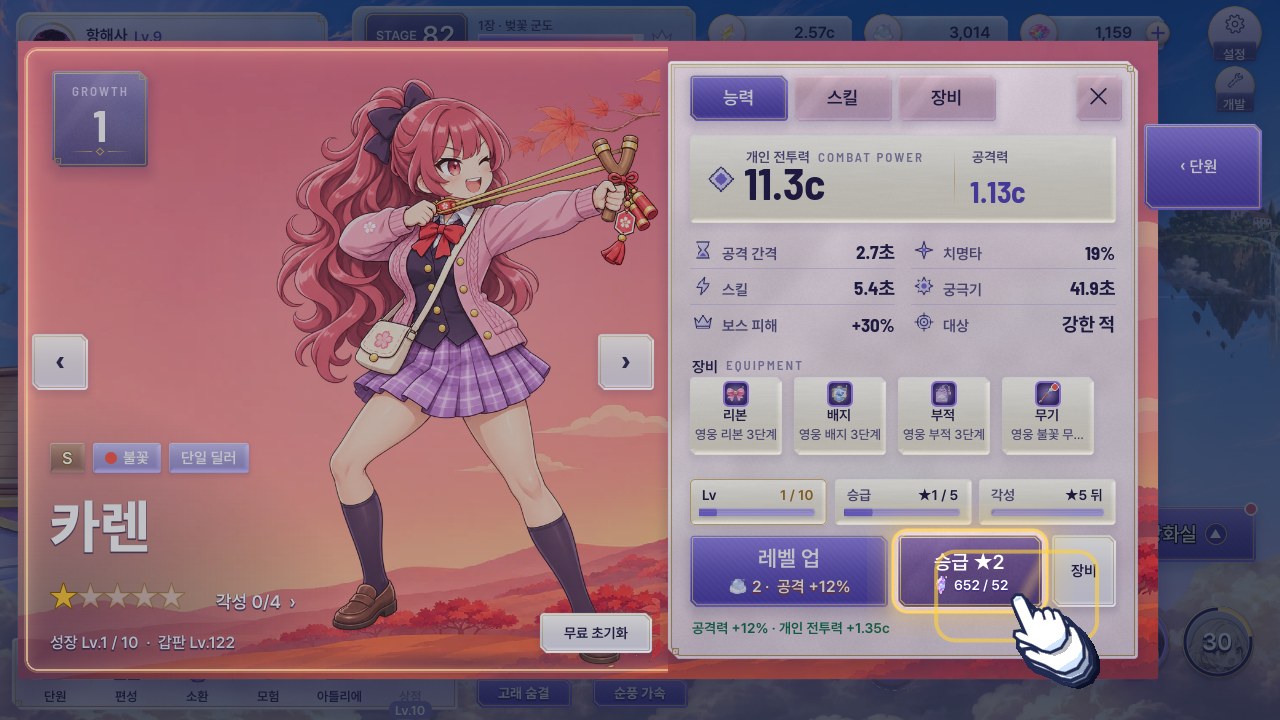 항해사 Lv.9
STAGE 82
1장 · 벚꽃 군도
2.57c
3,014
1,159
설정
개발
GROWTH
1
능력
스킬
장비
‹ 단원
개인 전투력 COMBAT POWER
11.3c
공격력
1.13c
공격 간격 2.7초
치명타 19%
스킬 5.4초
궁극기 41.9초
보스 피해 +30%
대상 강한 적
장비 EQUIPMENT
리본
영웅 리본 3단계
배지
영웅 배지 3단계
부적
영웅 부적 3단계
무기
영웅 불꽃 무...
S
불꽃
단일 딜러
카렌
각성 0/4 ›
성장 Lv.1 / 10 · 갑판 Lv.122
무료 초기화
Lv 1 / 10
승급 ★1 / 5
각성 ★5 뒤
레벨 업
2 · 공격 +12%
승급 ★2
652 / 52
장비
공격력 +12% · 개인 전투력 +1.35c
화실
30
단원
편성
소환
모험
아틀리에
상점
Lv.10
고래 숨결
순풍 가속